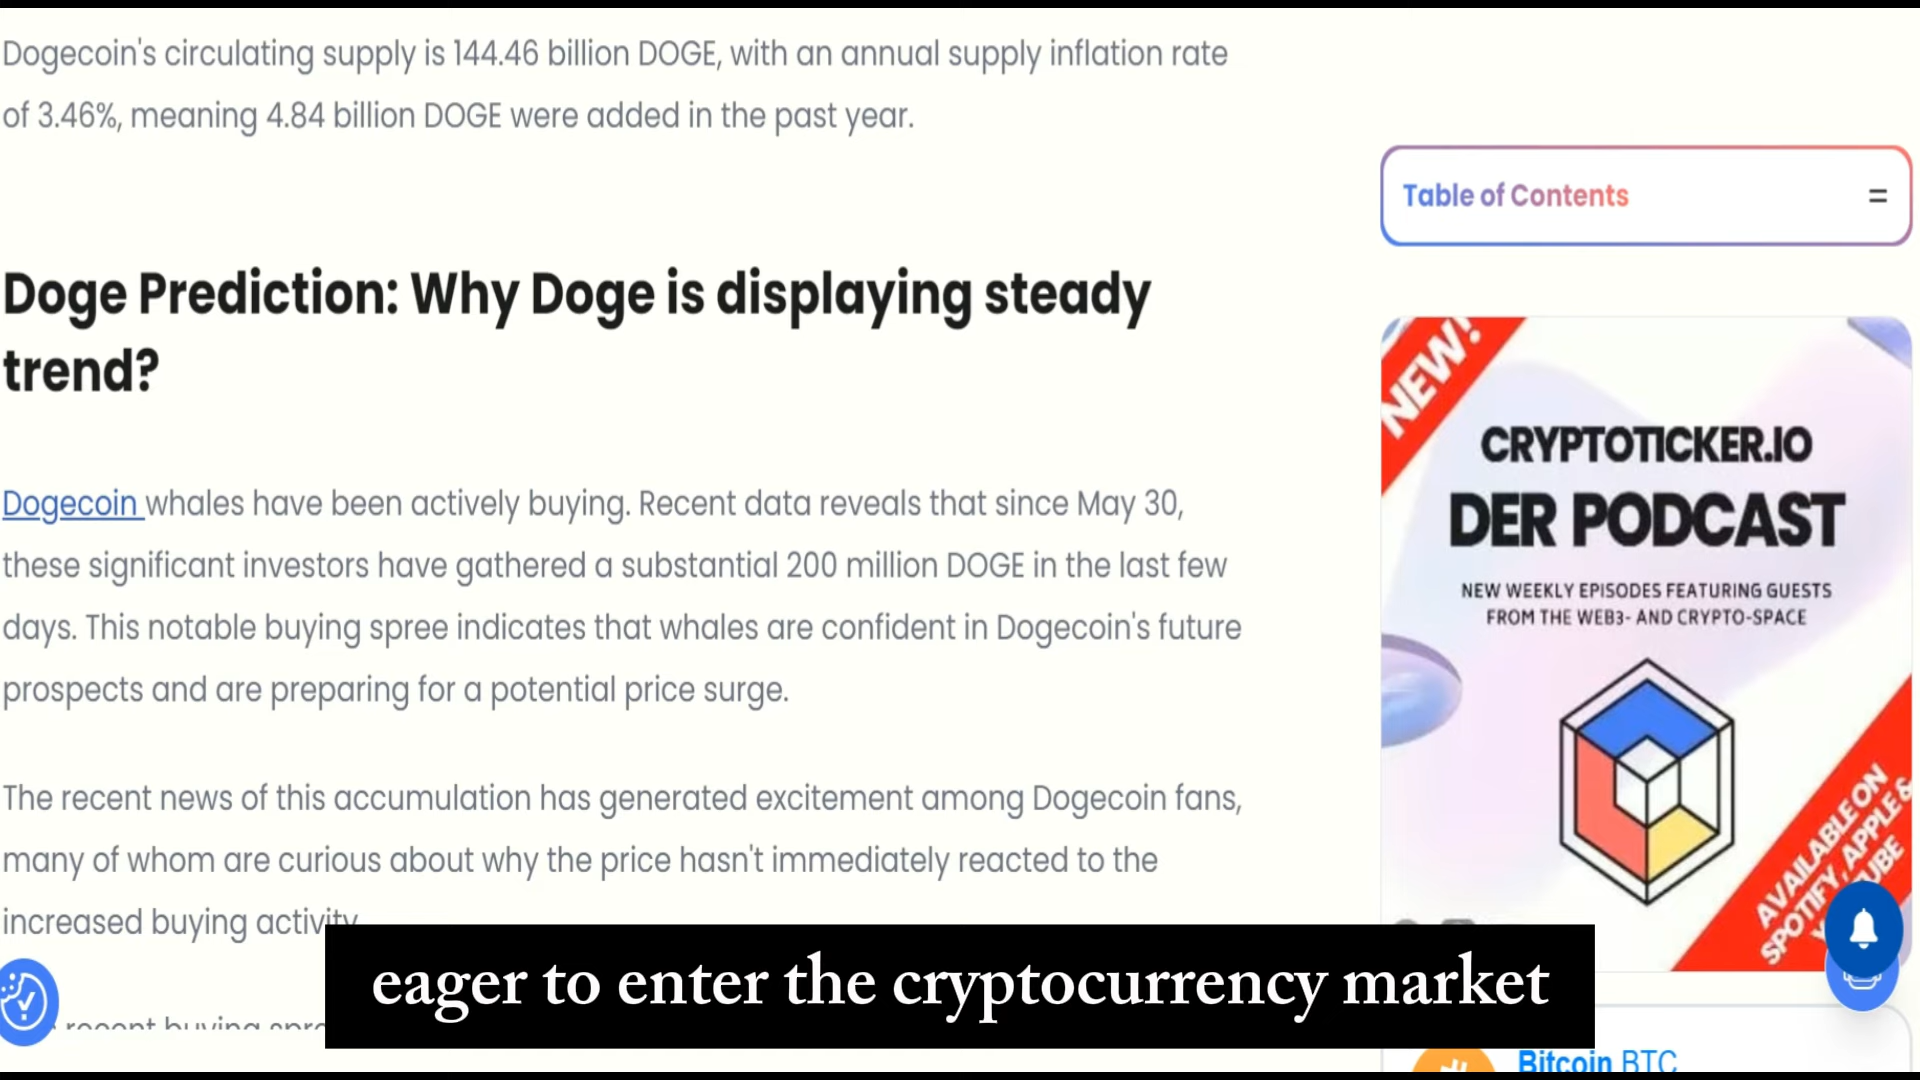 Dogecoin's circulating supply is 144.46 billion DOGE, with an annual supply inflation rate
of 3.46%, meaning 4.84 billion DOGE were added in the past year.
Table of Contents
Doge Prediction: Why Doge is displaying steady
trend?
Dogecoin whales have been actively buying. Recent data reveals that since May 30,
these significant investors have gathered a substantial 200 million DOGE in the last few
days. This notable buying spree indicates that whales are confident in Dogecoin's future
prospects and are preparing for a potential price surge.
The recent news of this accumulation has generated excitement among Dogecoin fans,
many of whom are curious about why the price hasn't immediately reacted to the
increased buying activity
recent buying
NEW!
CRYPTOTICKER.IO
DER PODCAST
NEW WEEKLY EPISODES FEATURING GUESTS
FROM THE WEB3- AND CRYPTO-SPACE
AVAILABLE ON
SPOTIFY, APPLE &
eager to enter the cryptocurrency market
Bitcoin BTC